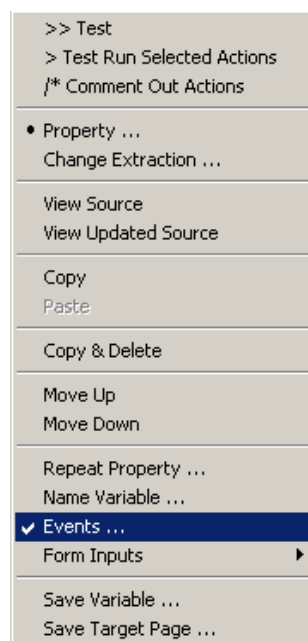 >> Test
> Test Run Selected Actions
/* Comment Out Actions
Property ...
Change Extraction ...
View Source
View Updated Source
Copy
Paste
Copy & Delete
Move Up
Move Down
Repeat Property ...
Name Variable ...
Events ...
Form Inputs
Save Variable ...
Save Target Page ...